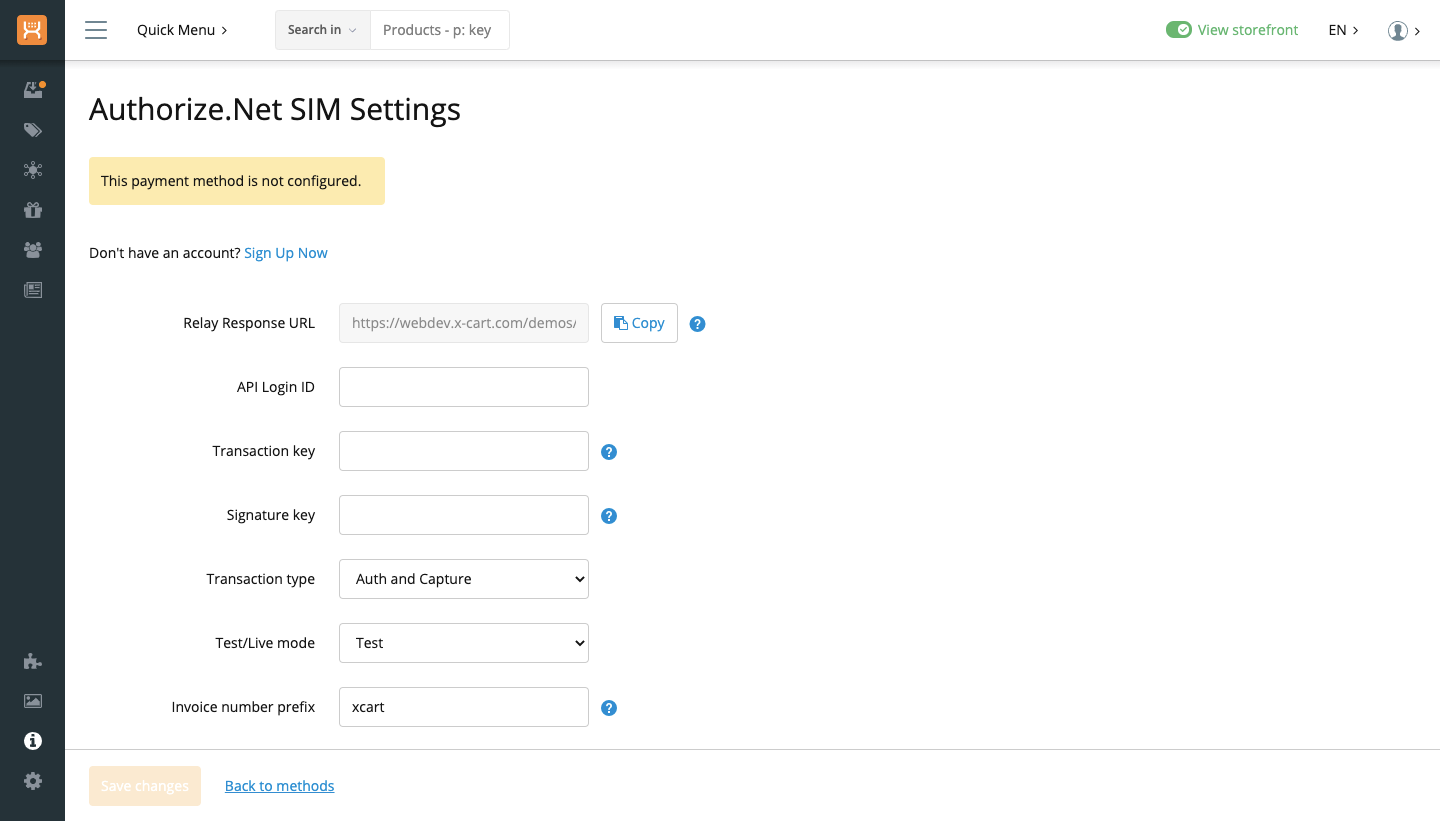 Quick Menu
Search in
Products - p: key
View storefront
EN
Authorize.Net SIM Settings
This payment method is not configured.
Don't have an account? Sign Up Now
Relay Response URL
https://webdev.x-cart.com/demos/
Copy
API Login ID
Transaction key
Signature key
Transaction type
Auth and Capture
Test/Live mode
Test
Invoice number prefix
xcart
Save changes
Back to methods